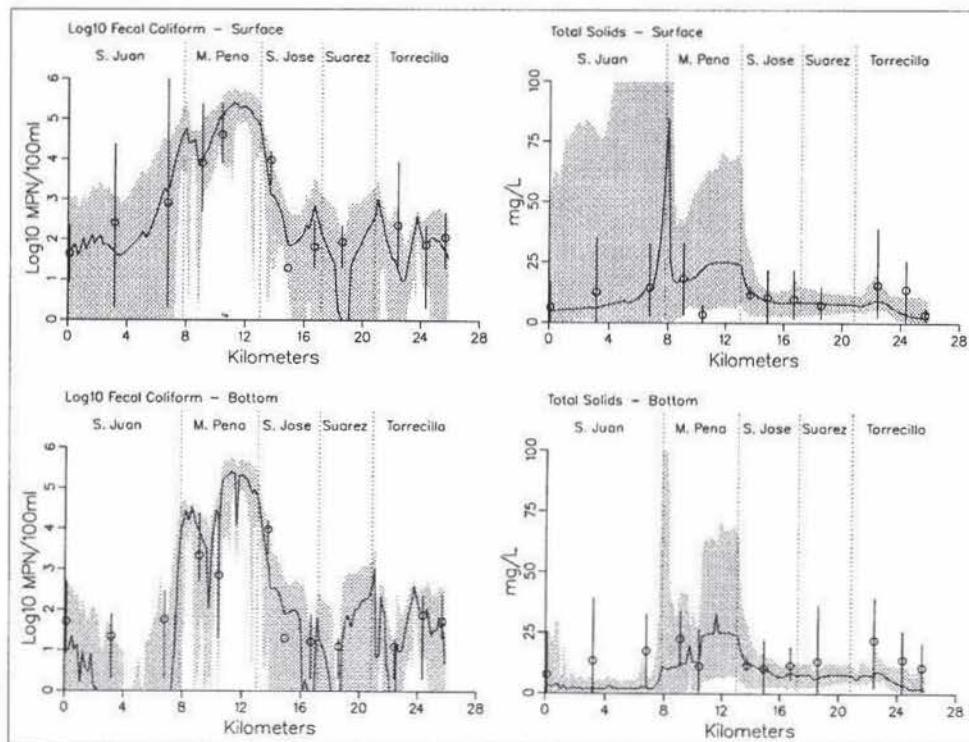 Log10 Fecal Coliform – Surface
S. Juan M. Pena S. Jose Suarez Torrecilla
Log10 MPN/100ml
6
5
4
3
2
1
0
0 4 8 12 16 20 24 28
Kilometers
Total Solids – Surface
S. Juan M. Pena S. Jose Suarez Torrecilla
mg/L
100
75
50
25
0
0 4 8 12 16 20 24 28
Kilometers
Log10 Fecal Coliform – Bottom
S. Juan M. Pena S. Jose Suarez Torrecilla
Log10 MPN/100ml
6
5
4
3
2
1
0
0 4 8 12 16 20 24 28
Kilometers
Total Solids – Bottom
S. Juan M. Pena S. Jose Suarez Torrecilla
mg/L
100
75
50
25
0
0 4 8 12 16 20 24 28
Kilometers